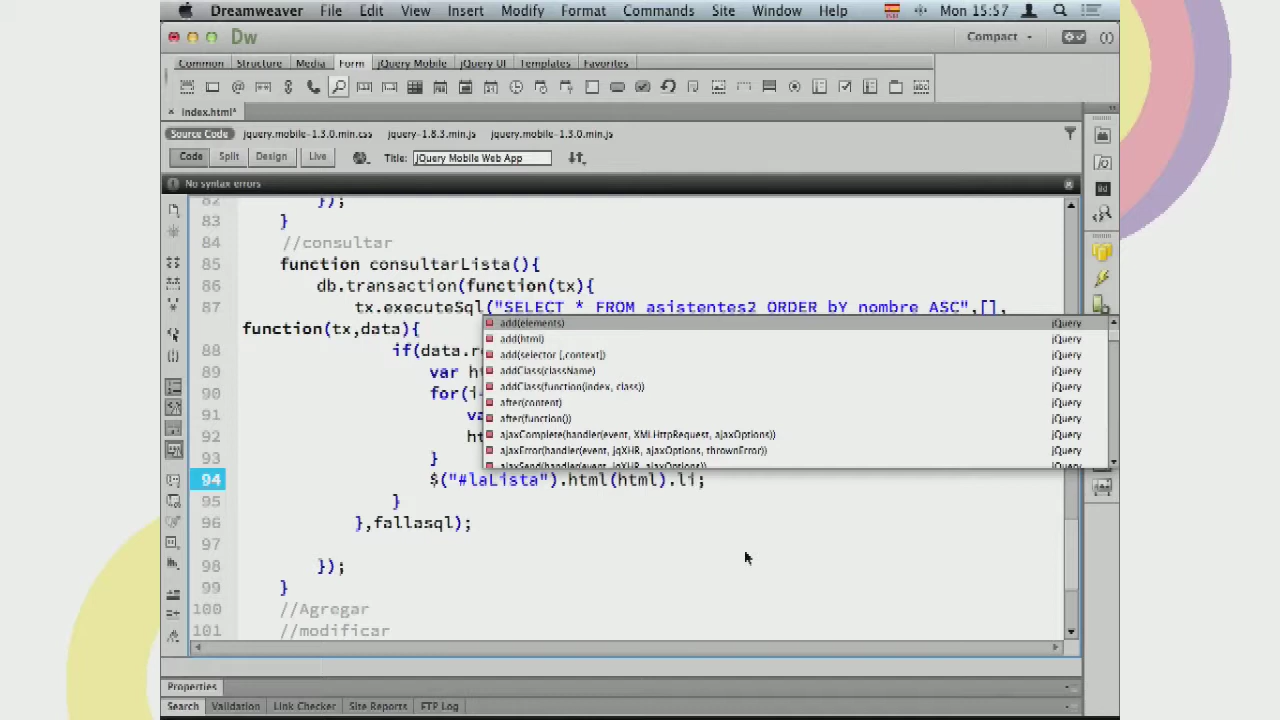 Dreamweaver File Edit View Insert Modify Format Commands Site Window Help Mon 15:57
Dw Compact
Common Structure Media Form jQuery Mobile jQuery UI Templates Favorites
index.html*
Source Code jquery.mobile-1.3.0.min.css jquery-1.8.3.min.js jquery.mobile-1.3.0.min.js
Code Split Design Live Title: jQuery Mobile Web App
No syntax errors
82 });
83 }
84 //consultar
85 function consultarLista(){
86 db.transaction(function(tx){
87 tx.executeSql("SELECT * FROM asistentes2 ORDER bY nombre ASC",[],
function(tx,data){
add(elements) jQuery
add(html) jQuery
88 if(data.r
add(selector [,context]) jQuery
89 var h
addClass(className) jQuery
addClass(function(index, class)) jQuery
90 for(i
after(content) jQuery
91 va
after(function()) jQuery
92 h
ajaxComplete(handler(event, XMLHttpRequest, ajaxOptions)) jQuery
ajaxError(handler(event, jqXHR, ajaxOptions, thrownError)) jQuery
93 }
ajaxSend(handler(event, jqXHR, ajaxOptions)) jQuery
94 $("#laLista").html(html).li;
95 }
96 },fallasql);
97
98 });
99 }
100 //Agregar
101 //modificar
Properties
Search Validation Link Checker Site Reports FTP Log